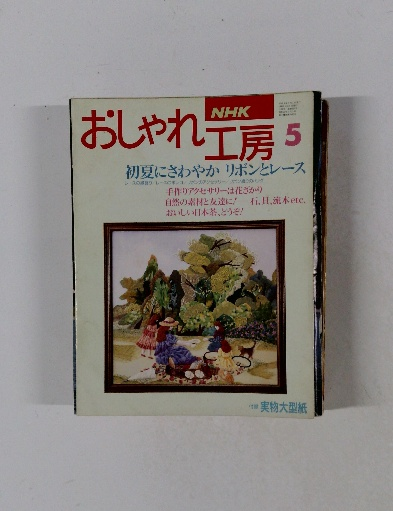 NHK
おしゃれ工房 5
初夏にさわやか リボンとレース
手作りアクセサリーは花ざかり
自然の素材と友達に! 石、貝、流木etc.
おいしい日本茶、どうぞ!
実物大型紙